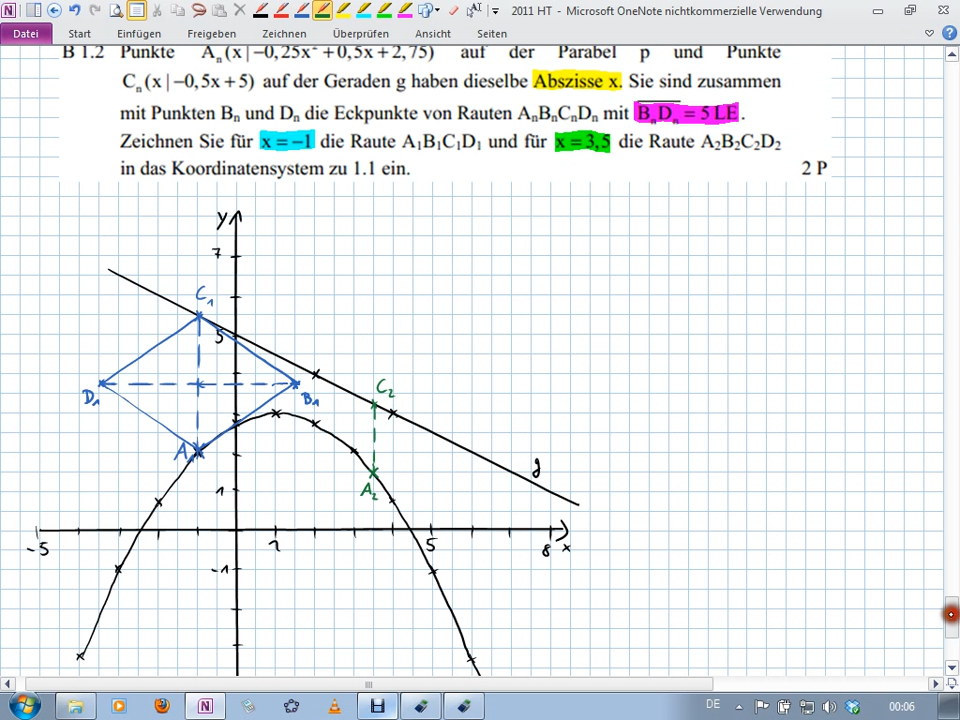 2011 HT - Microsoft OneNote nichtkommerzielle Verwendung
Datei Start Einfügen Freigeben Zeichnen Überprüfen Ansicht Seiten
B 1.2 Punkte Aₙ(x | −0,25x² + 0,5x + 2,75) auf der Parabel p und Punkte
Cₙ(x | −0,5x + 5) auf der Geraden g haben dieselbe Abszisse x. Sie sind zusammen
mit Punkten Bₙ und Dₙ die Eckpunkte von Rauten AₙBₙCₙDₙ mit BₙDₙ = 5 LE.
Zeichnen Sie für x = −1 die Raute A₁B₁C₁D₁ und für x = 3,5 die Raute A₂B₂C₂D₂
in das Koordinatensystem zu 1.1 ein. 2 P
y
7
C₁
5
C₂
D₁
B₁
A₁
g
A₂
1
-5
1
5
8 x
-1
DE 00:06